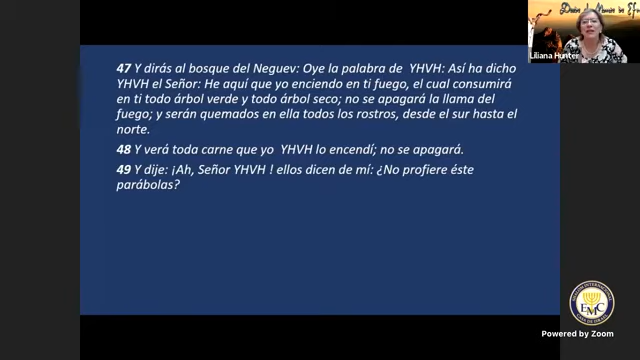 47 Y dirás al bosque del Neguev: Oye la palabra de YHVH: Así ha dicho
YHVH el Señor: He aquí que yo enciendo en ti fuego, el cual consumirá
en ti todo árbol verde y todo árbol seco; no se apagará la llama del
fuego; y serán quemados en ella todos los rostros, desde el sur hasta el
norte.
48 Y verá toda carne que yo YHVH lo encendí; no se apagará.
49 Y dije: ¡Ah, Señor YHVH ! ellos dicen de mí: ¿No profiere éste
parábolas?
Liliana Hunter
EMC
Powered by Zoom